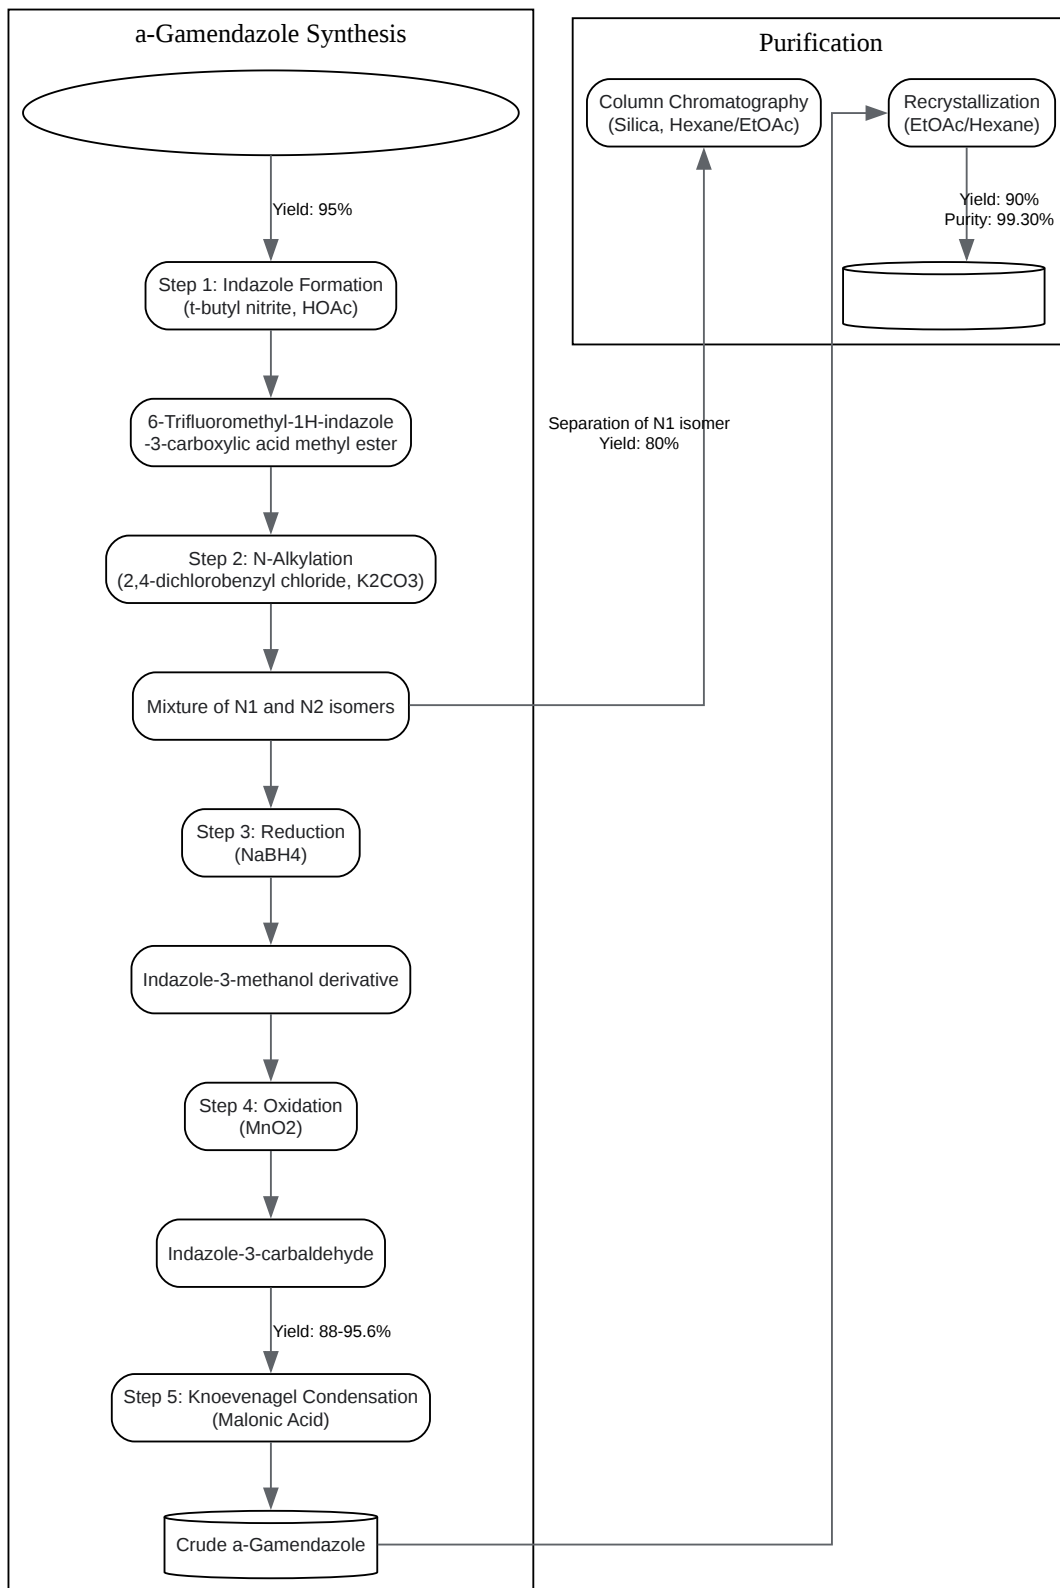 a-Gamendazole Synthesis
Yield: 95%
Step 1: Indazole Formation
(t-butyl nitrite, HOAc)
6-Trifluoromethyl-1H-indazole
-3-carboxylic acid methyl ester
Step 2: N-Alkylation
(2,4-dichlorobenzyl chloride, K2CO3)
Mixture of N1 and N2 isomers
Step 3: Reduction
(NaBH4)
Indazole-3-methanol derivative
Step 4: Oxidation
(MnO2)
Indazole-3-carbaldehyde
Yield: 88-95.6%
Step 5: Knoevenagel Condensation
(Malonic Acid)
Crude a-Gamendazole
Separation of N1 isomer
Yield: 80%
Purification
Column Chromatography
(Silica, Hexane/EtOAc)
Recrystallization
(EtOAc/Hexane)
Yield: 90%
Purity: 99.30%